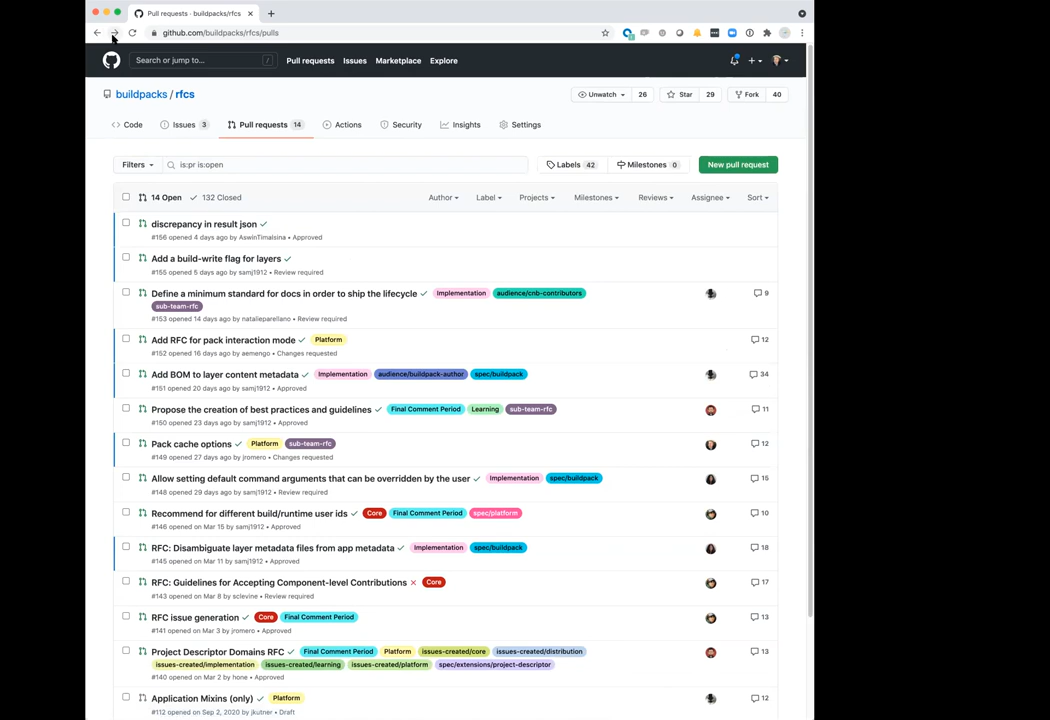 Pull requests · buildpacks/rfcs
github.com/buildpacks/rfcs/pulls
Search or jump to... /
Pull requests Issues Marketplace Explore
buildpacks / rfcs
Unwatch 26 Star 29 Fork 40
Code Issues 3 Pull requests 14 Actions Security Insights Settings
Filters is:pr is:open Labels 42 Milestones 0 New pull request
14 Open 132 Closed Author Label Projects Milestones Reviews Assignee Sort
discrepancy in result json
#156 opened 4 days ago by AswinTimalsina • Approved
Add a build-write flag for layers
#155 opened 5 days ago by samj1912 • Review required
Define a minimum standard for docs in order to ship the lifecycle Implementation audience/cnb-contributors 9
sub-team-rfc
#153 opened 14 days ago by natalieparellano • Review required
Add RFC for pack interaction mode Platform 12
#152 opened 16 days ago by aemengo • Changes requested
Add BOM to layer content metadata Implementation audience/buildpack-author spec/buildpack 34
#151 opened 20 days ago by samj1912 • Approved
Propose the creation of best practices and guidelines Final Comment Period Learning sub-team-rfc 11
#150 opened 23 days ago by samj1912 • Approved
Pack cache options Platform sub-team-rfc 12
#149 opened 27 days ago by jromero • Changes requested
Allow setting default command arguments that can be overridden by the user Implementation spec/buildpack 15
#148 opened 29 days ago by samj1912 • Review required
Recommend for different build/runtime user ids Core Final Comment Period spec/platform 10
#146 opened on Mar 15 by samj1912 • Approved
RFC: Disambiguate layer metadata files from app metadata Implementation spec/buildpack 18
#145 opened on Mar 11 by samj1912 • Approved
RFC: Guidelines for Accepting Component-level Contributions Core 17
#143 opened on Mar 8 by sclevine • Review required
RFC issue generation Core Final Comment Period 13
#141 opened on Mar 3 by jromero • Approved
Project Descriptor Domains RFC Final Comment Period Platform issues-created/core issues-created/distribution 13
issues-created/implementation issues-created/learning issues-created/platform spec/extensions/project-descriptor
#140 opened on Mar 2 by hone • Approved
Application Mixins (only) Platform 12
#112 opened on Sep 2, 2020 by jkutner • Draft